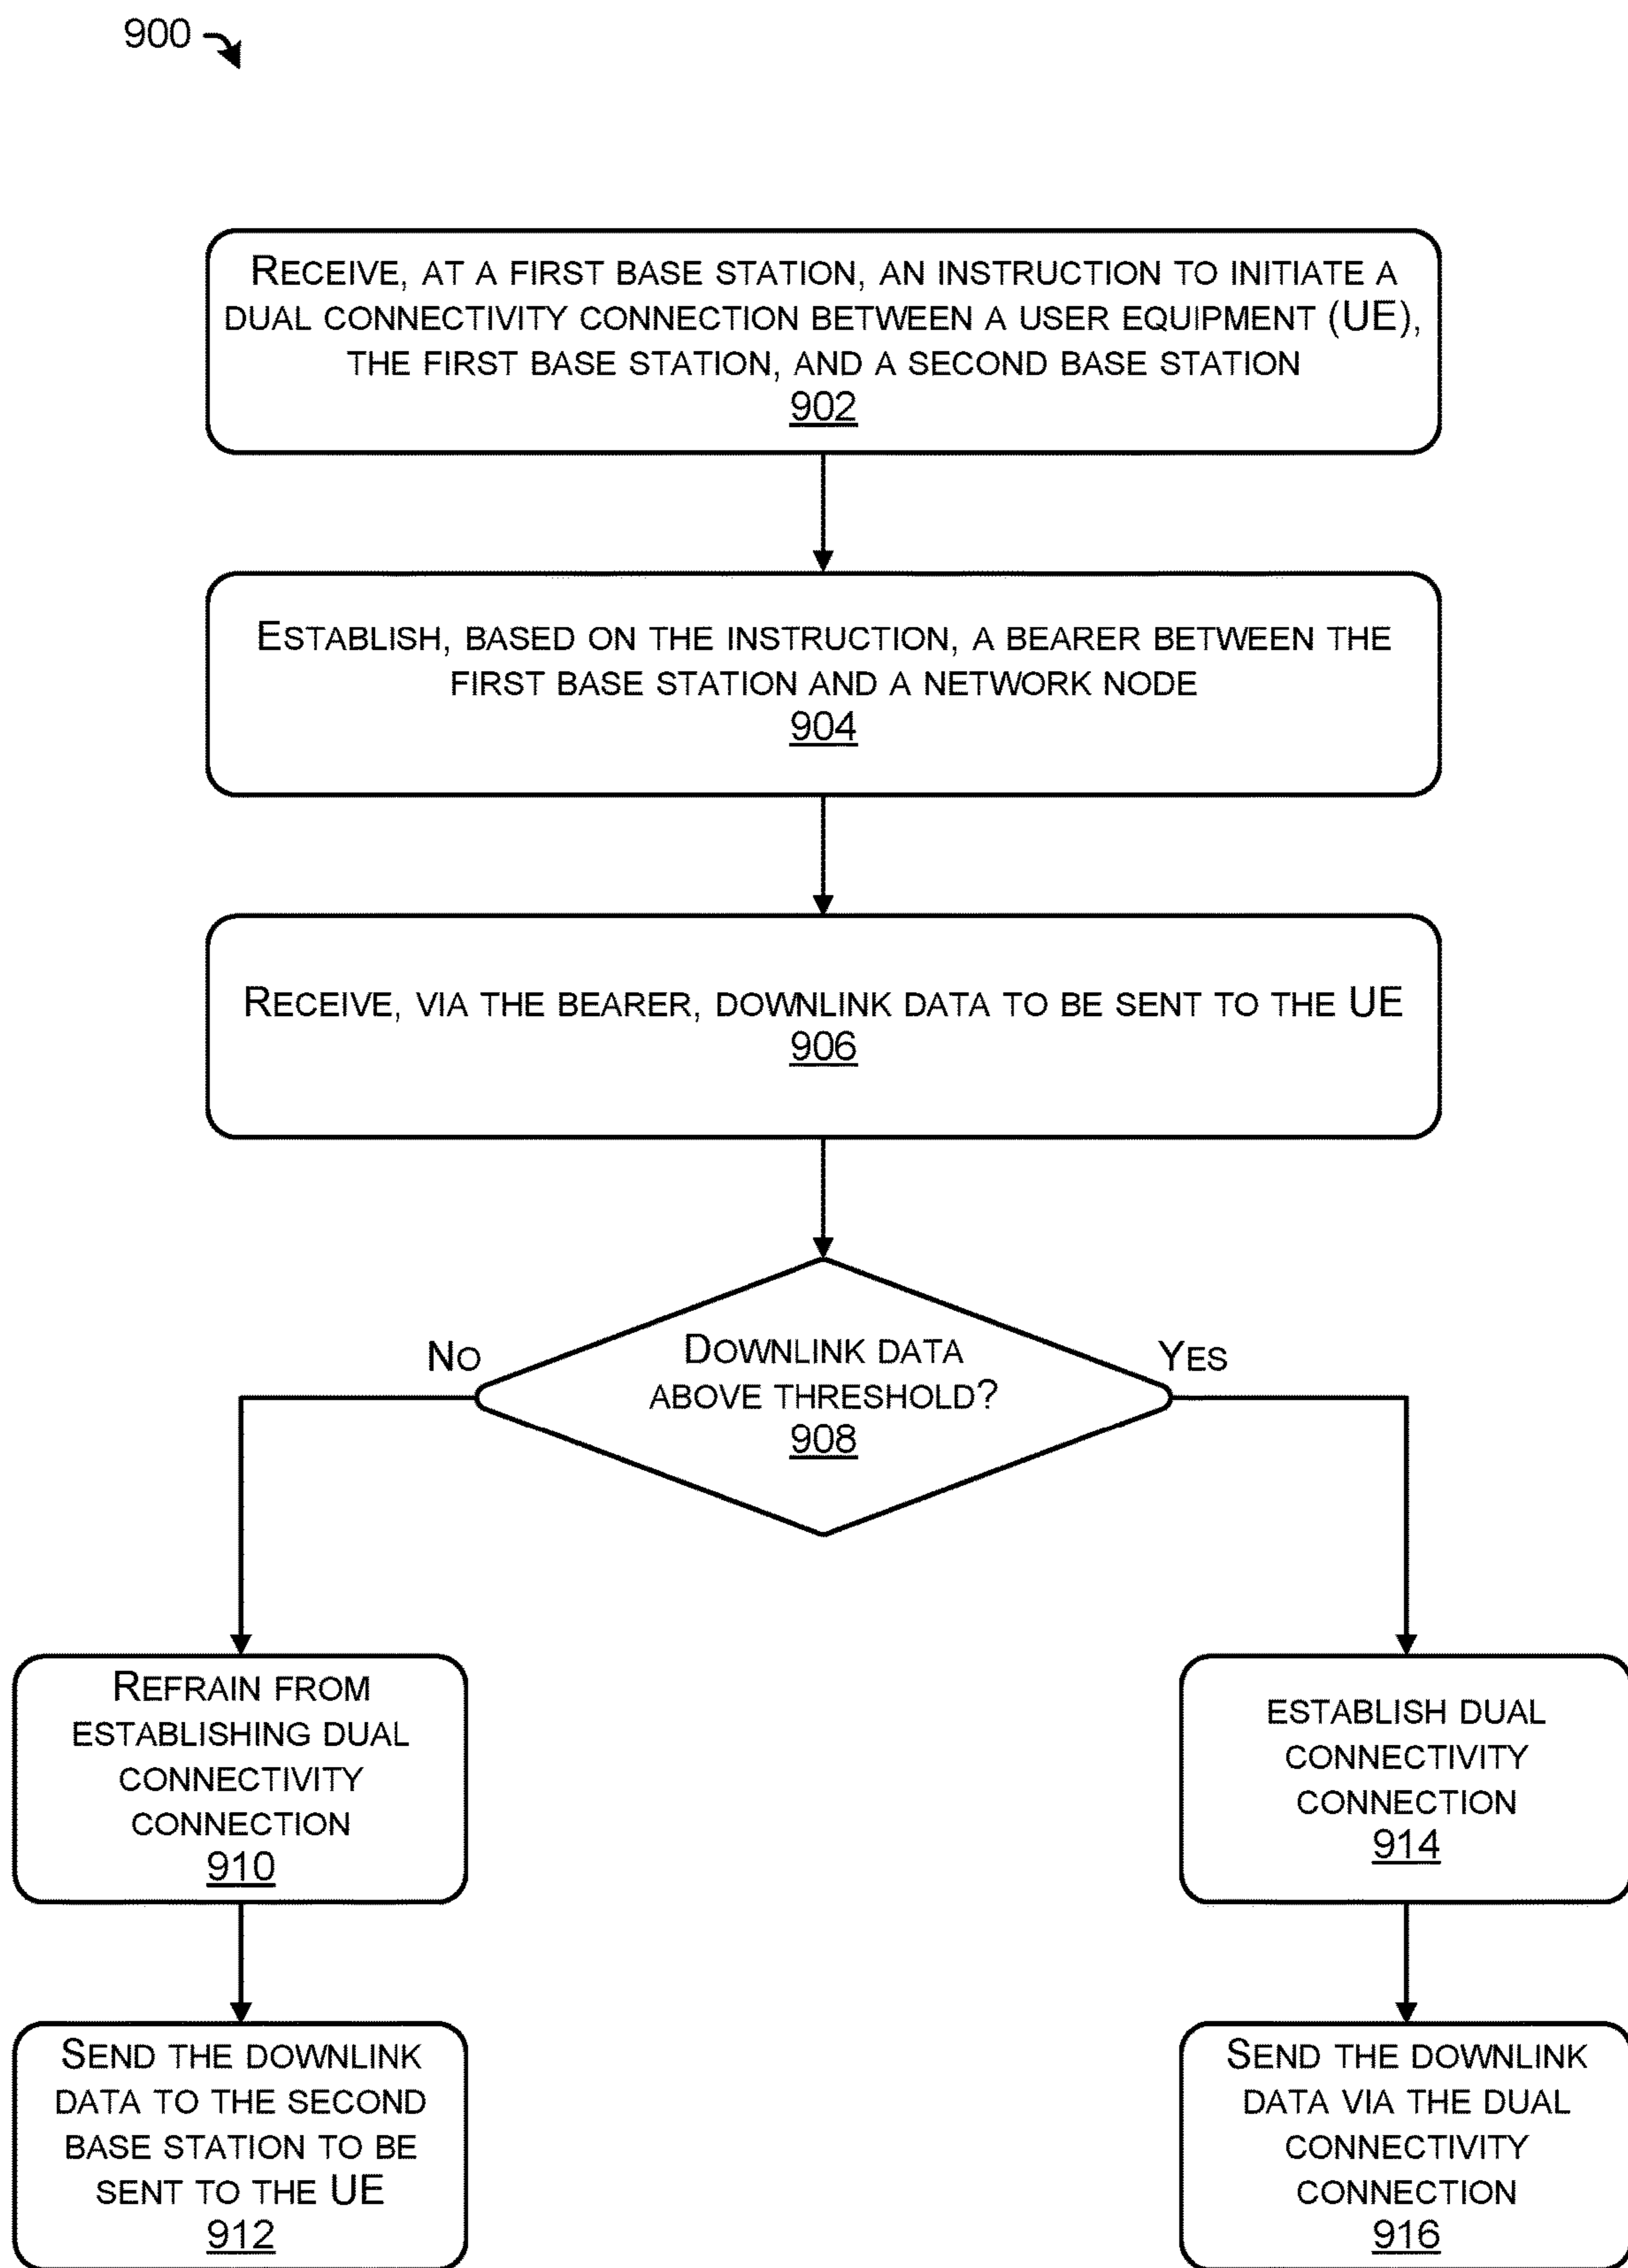 900
RECEIVE, AT A FIRST BASE STATION, AN INSTRUCTION TO INITIATE A
DUAL CONNECTIVITY CONNECTION BETWEEN A USER EQUIPMENT (UE),
THE FIRST BASE STATION, AND A SECOND BASE STATION
902
ESTABLISH, BASED ON THE INSTRUCTION, A BEARER BETWEEN THE
FIRST BASE STATION AND A NETWORK NODE
904
RECEIVE, VIA THE BEARER, DOWNLINK DATA TO BE SENT TO THE UE
906
DOWNLINK DATA
ABOVE THRESHOLD?
908
NO
YES
REFRAIN FROM
ESTABLISHING DUAL
CONNECTIVITY
CONNECTION
910
SEND THE DOWNLINK
DATA TO THE SECOND
BASE STATION TO BE
SENT TO THE UE
912
ESTABLISH DUAL
CONNECTIVITY
CONNECTION
914
SEND THE DOWNLINK
DATA VIA THE DUAL
CONNECTIVITY
CONNECTION
916